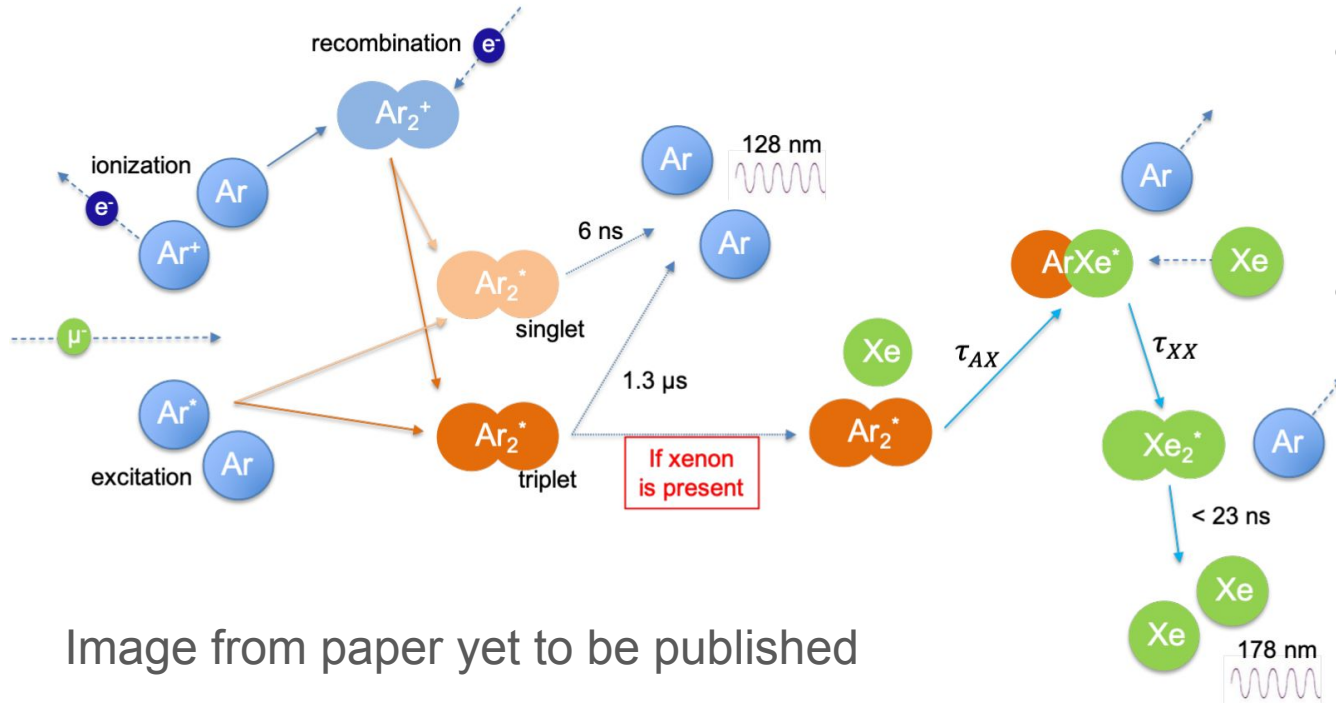 recombination
e-
Ar₂⁺
ionization
Ar
e-
Ar⁺
Ar
128 nm
Ar
6 ns
Ar₂*
singlet
μ-
Ar*
Ar
excitation
Ar₂*
triplet
1.3 μs
If xenon
is present
Xe
Ar₂*
τAX
Ar
ArXe*
Xe
τXX
Xe₂*
Ar
< 23 ns
Xe
Xe
178 nm
Image from paper yet to be published